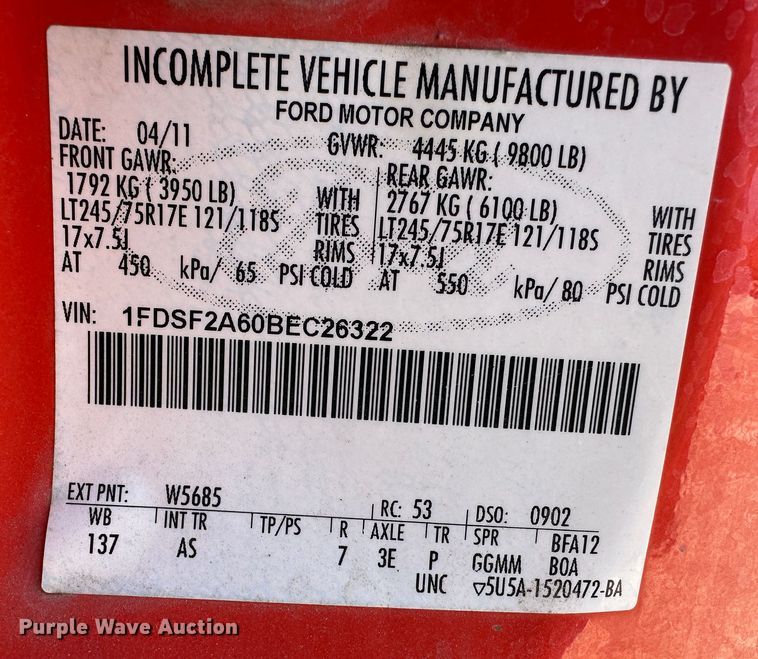 INCOMPLETE VEHICLE MANUFACTURED BY
FORD MOTOR COMPANY
DATE: 04/11 GVWR: 4445 KG ( 9800 LB)
FRONT GAWR: REAR GAWR:
1792 KG ( 3950 LB) WITH 2767 KG ( 6100 LB) WITH
LT245/75R17E 121/118S TIRES LT245/75R17E 121/118S TIRES
17x7.5J RIMS 17x7.5J RIMS
AT 450 kPa/ 65 PSI COLD AT 550 kPa/ 80 PSI COLD
VIN: 1FDSF2A60BEC26322
EXT PNT: W5685 RC: 53 DSO: 0902
WB INT TR TP/PS R AXLE TR SPR BFA12
137 AS 7 3E P GGMM BOA
UNC ▽5U5A-1520472-BA
Purple Wave Auction